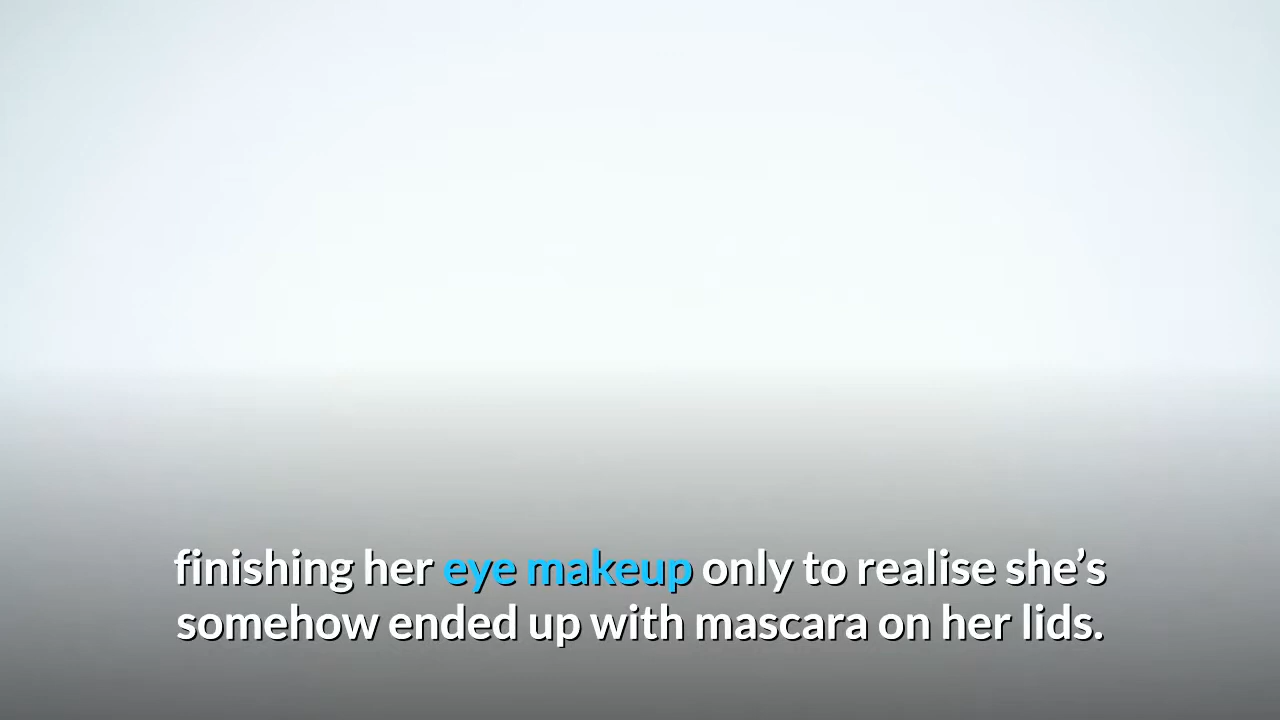 finishing her eye makeup only to realise she’s
somehow ended up with mascara on her lids.